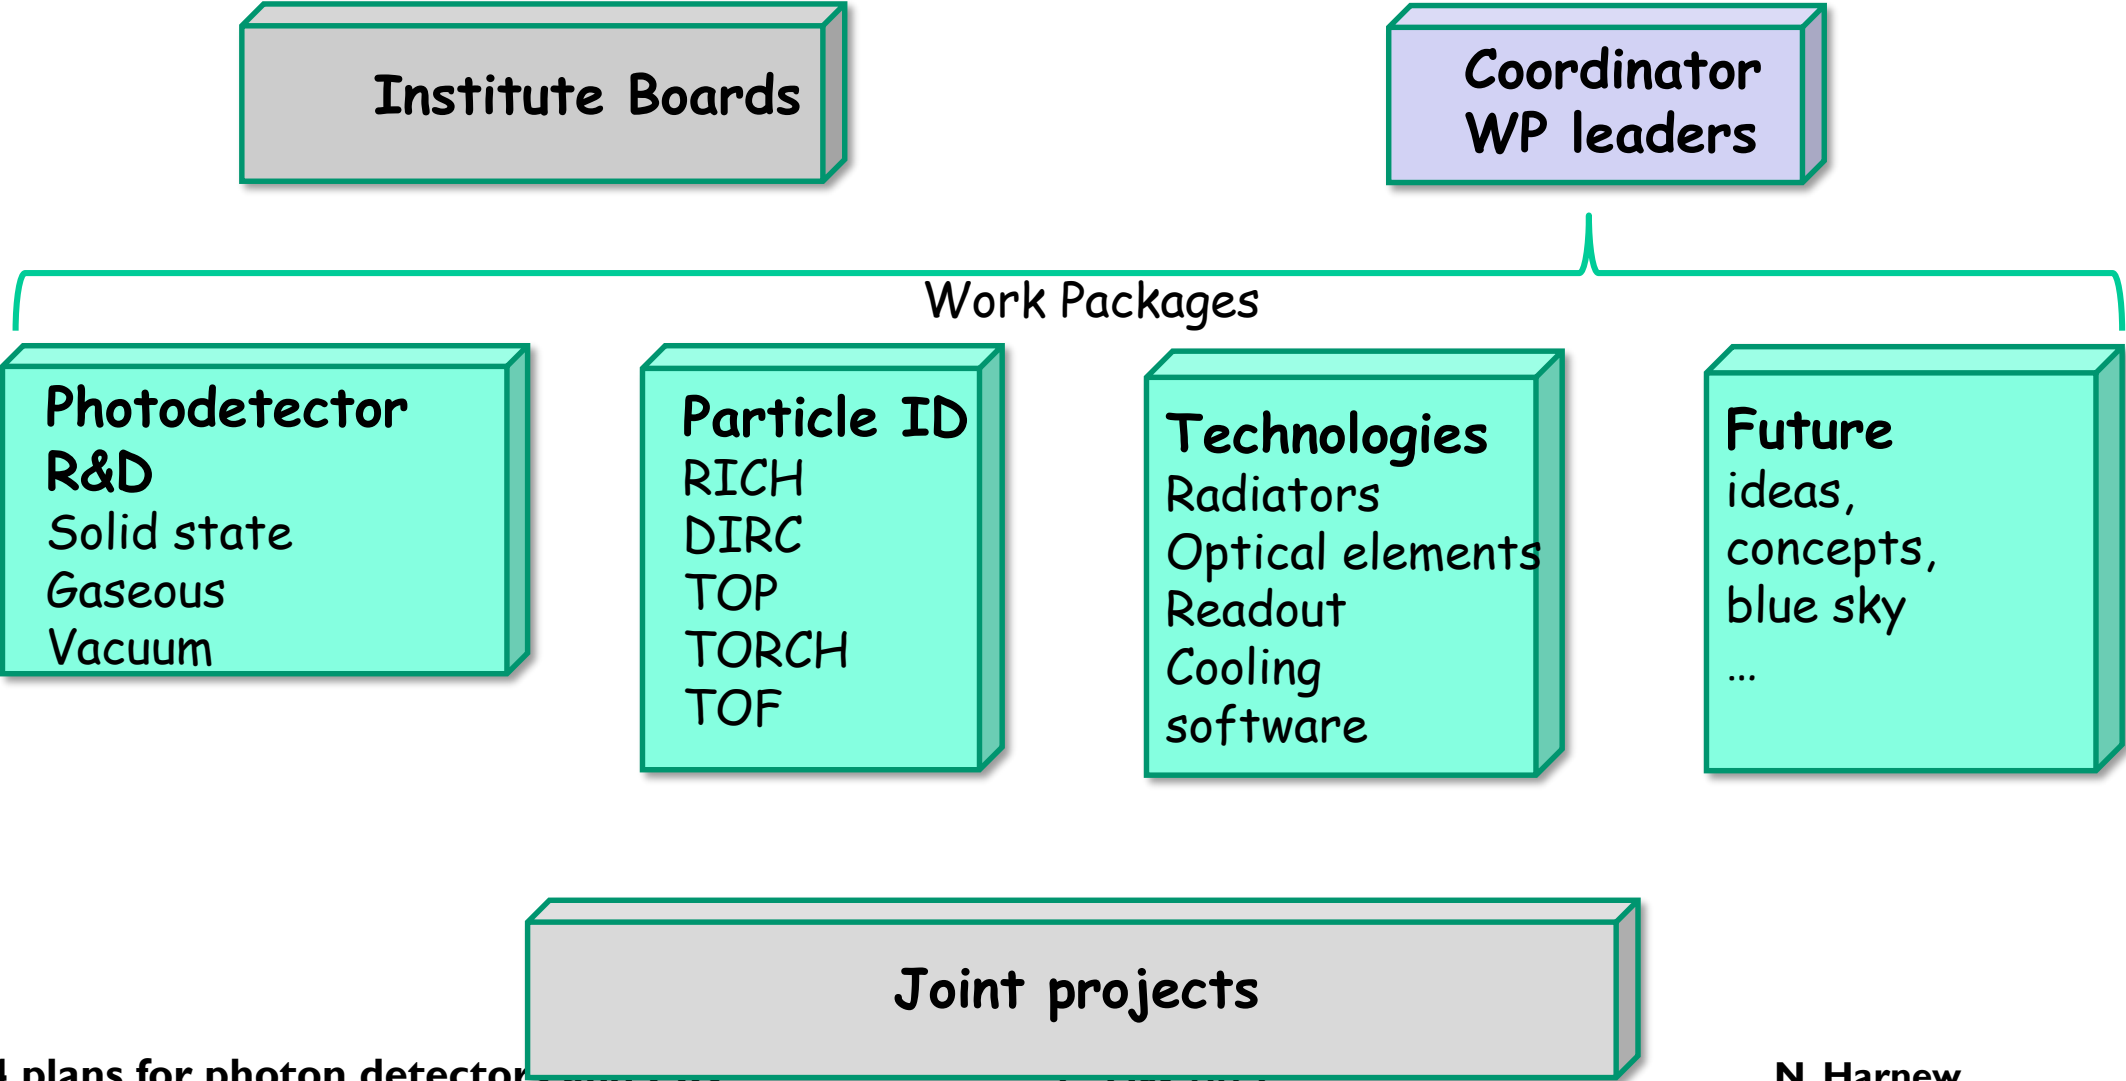 Institute Boards
Coordinator
WP leaders
Work Packages
Photodetector
R&D
Solid state
Gaseous
Vacuum
Particle ID
RICH
DIRC
TOP
TORCH
TOF
Technologies
Radiators
Optical elements
Readout
Cooling
software
Future
ideas,
concepts,
blue sky
...
Joint projects
4 plans for photon detector
N. Harnew